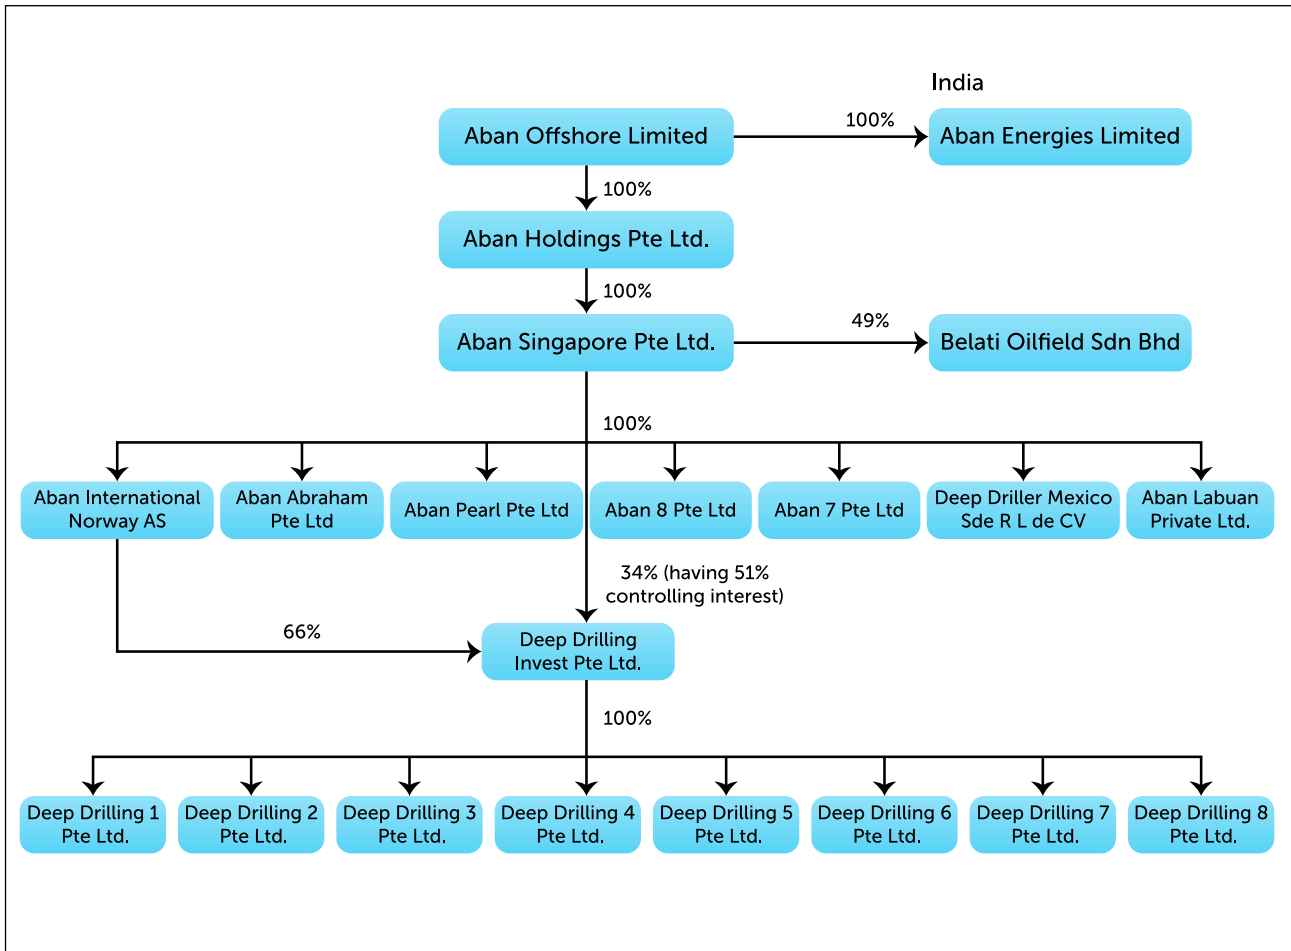 India
Aban Offshore Limited
100%
Aban Energies Limited
100%
Aban Holdings Pte Ltd.
100%
Aban Singapore Pte Ltd.
49%
Belati Oilfield Sdn Bhd
100%
Aban International
Norway AS
Aban Abraham
Pte Ltd
Aban Pearl Pte Ltd
Aban 8 Pte Ltd
Aban 7 Pte Ltd
Deep Driller Mexico
Sde R L de CV
Aban Labuan
Private Ltd.
34% (having 51%
controlling interest)
66%
Deep Drilling
Invest Pte Ltd.
100%
Deep Drilling 1
Pte Ltd.
Deep Drilling 2
Pte Ltd.
Deep Drilling 3
Pte Ltd.
Deep Drilling 4
Pte Ltd.
Deep Drilling 5
Pte Ltd.
Deep Drilling 6
Pte Ltd.
Deep Drilling 7
Pte Ltd.
Deep Drilling 8
Pte Ltd.